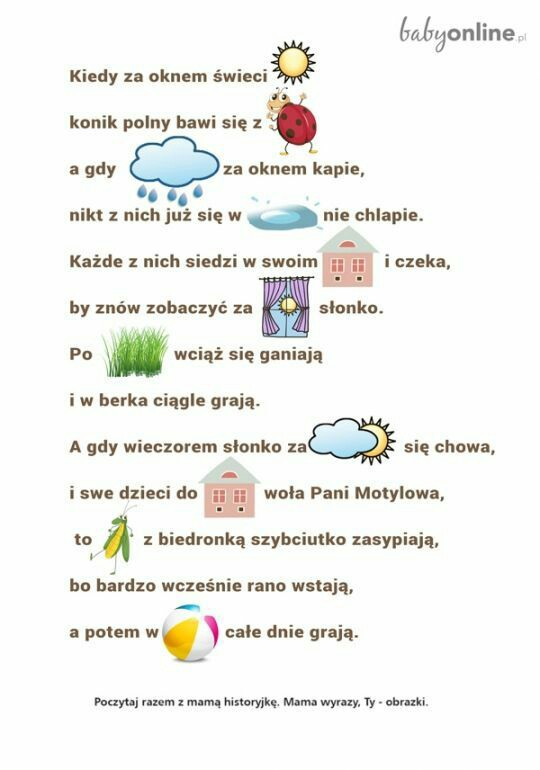 babyonline.pl
Kiedy za oknem świeci
konik polny bawi się z
a gdy za oknem kapie,
nikt z nich już się w nie chlapie.
Każde z nich siedzi w swoim i czeka,
by znów zobaczyć za słonko.
Po wciąż się ganiają
i w berka ciągle grają.
A gdy wieczorem słonko za się chowa,
i swe dzieci do woła Pani Motylowa,
to z biedronką szybciutko zasypiają,
bo bardzo wcześnie rano wstają,
a potem w całe dnie grają.
Poczytaj razem z mamą historyjkę. Mama wyrazy, Ty - obrazki.